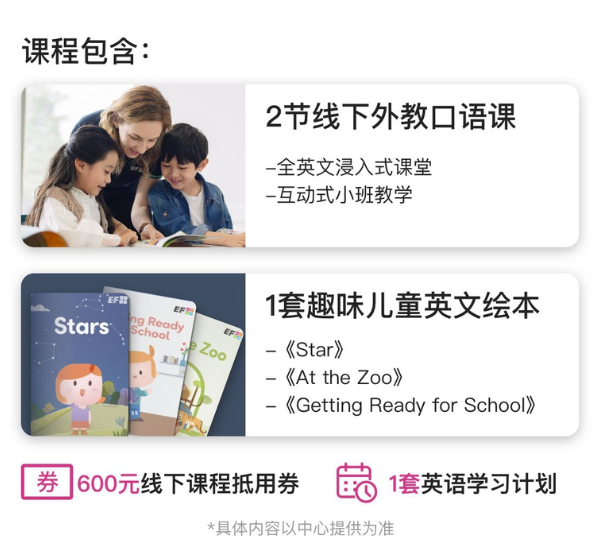 课程包含：
2节线下外教口语课
-全英文浸入式课堂
-互动式小班教学
EF
Stars
EF
ng Ready
School
EF
e Zoo
1套趣味儿童英文绘本
-《Star》
-《At the Zoo》
-《Getting Ready for School》
券 600元线下课程抵用券
1套英语学习计划
*具体内容以中心提供为准